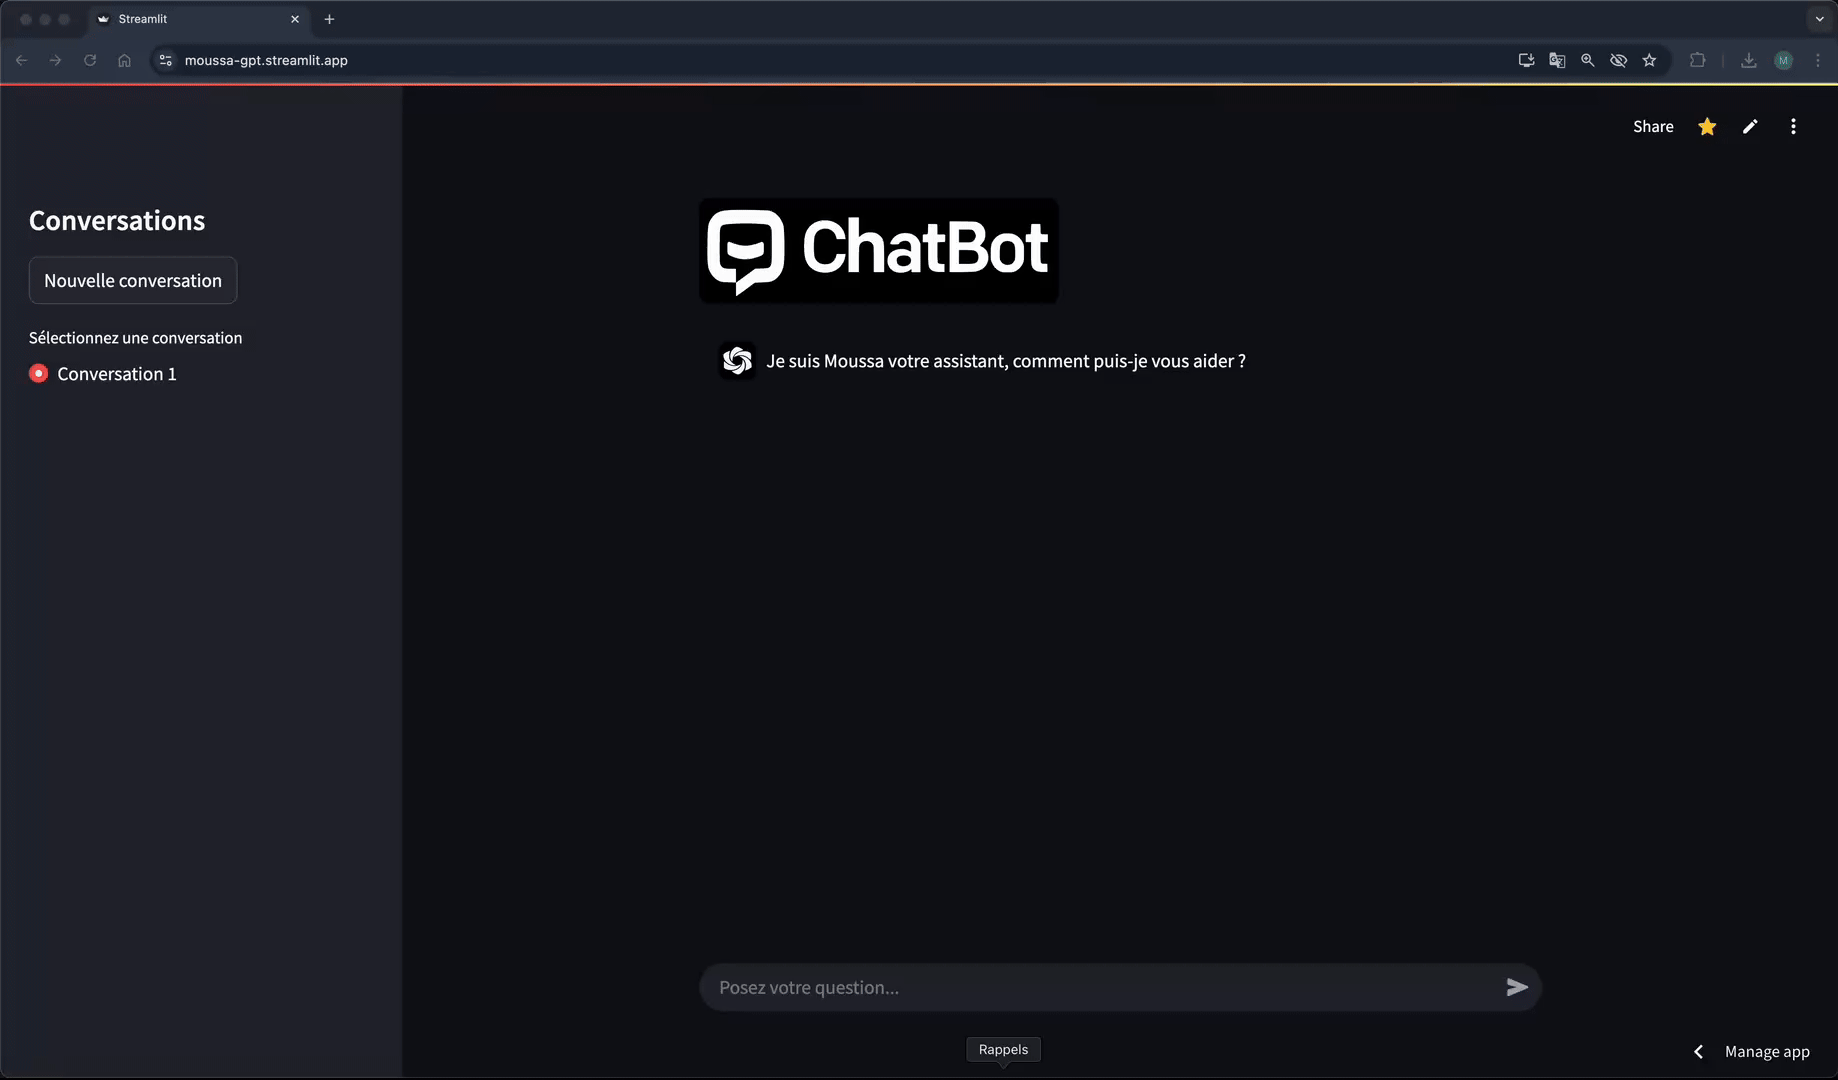 Streamlit
moussa-gpt.streamlit.app
M
Share
Conversations
Nouvelle conversation
Sélectionnez une conversation
Conversation 1
ChatBot
Je suis Moussa votre assistant, comment puis-je vous aider ?
Posez votre question...
Rappels
Manage app